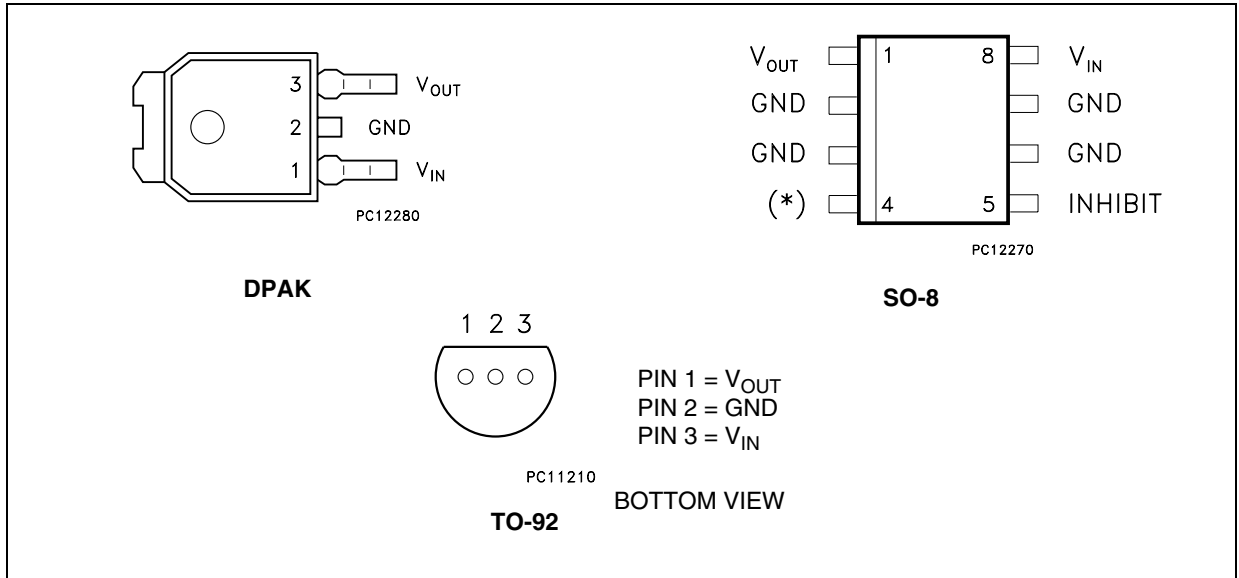 3 V_OUT
2 GND
1 V_IN
PC12280
DPAK
V_OUT 1 8 V_IN
GND GND
GND GND
(*) 4 5 INHIBIT
PC12270
SO-8
1 2 3
PIN 1 = V_OUT
PIN 2 = GND
PIN 3 = V_IN
PC11210
BOTTOM VIEW
TO-92